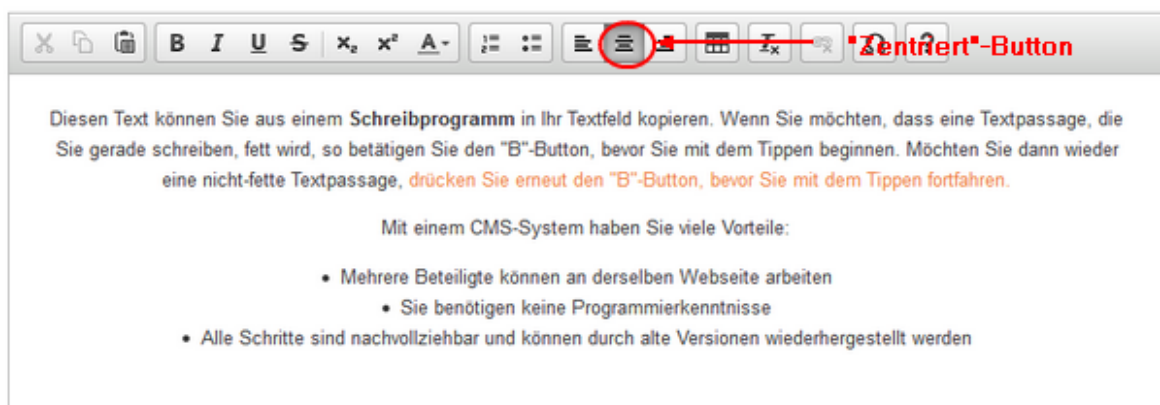 B I U S x₂ x² A
"Zentriert"-Button
?
Diesen Text können Sie aus einem Schreibprogramm in Ihr Textfeld kopieren. Wenn Sie möchten, dass eine Textpassage, die
Sie gerade schreiben, fett wird, so betätigen Sie den "B"-Button, bevor Sie mit dem Tippen beginnen. Möchten Sie dann wieder
eine nicht-fette Textpassage, drücken Sie erneut den "B"-Button, bevor Sie mit dem Tippen fortfahren.
Mit einem CMS-System haben Sie viele Vorteile:
• Mehrere Beteiligte können an derselben Webseite arbeiten
• Sie benötigen keine Programmierkenntnisse
• Alle Schritte sind nachvollziehbar und können durch alte Versionen wiederhergestellt werden